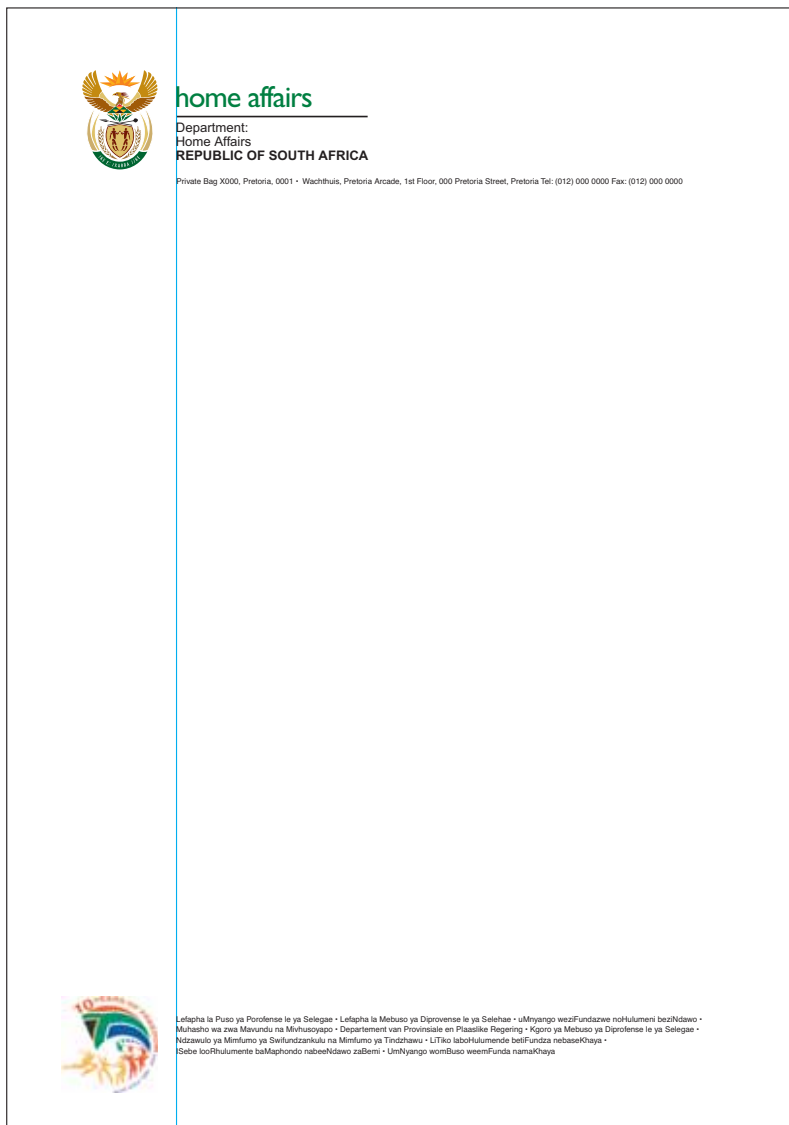 home affairs
Department:
Home Affairs
REPUBLIC OF SOUTH AFRICA
Private Bag X000, Pretoria, 0001 • Wachthuis, Pretoria Arcade, 1st Floor, 000 Pretoria Street, Pretoria Tel: (012) 000 0000 Fax: (012) 000 0000
10 YEARS OF
Lefapha la Puso ya Porofense le ya Selegae • Lefapha la Mebuso ya Diprovense le ya Selehae • uMnyango weziFundazwe noHulumeni beziNdawo •
Muhasho wa zwa Mavundu na Mivhusoyapo • Departement van Provinsiale en Plaaslike Regering • Kgoro ya Mebuso ya Diprofense le ya Selegae •
Ndzawulo ya Mimfumo ya Swifundzankulu na Mimfumo ya Tindzhawu • LiTiko laboHulumende betiFundza nebaseKhaya •
ISebe looRhulumente baMaphondo nabeeNdawo zaBemi • UmNyango womBuso weemFunda namaKhaya